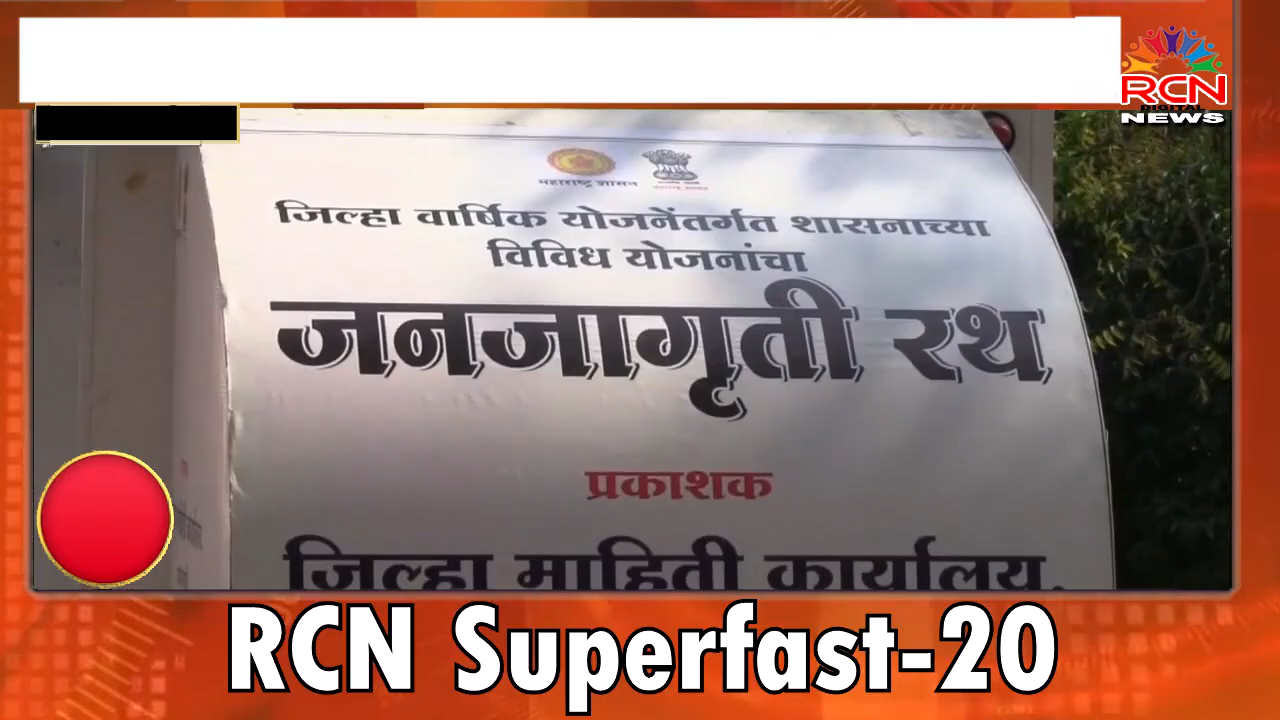 RCN
DIGITAL
NEWS
महाराष्ट्र शासन
जिल्हा वार्षिक योजनेंतर्गत शासनाच्या
विविध योजनांचा
जनजागृती रथ
प्रकाशक
जिल्हा माहिती कार्यालय,
RCN Superfast-20